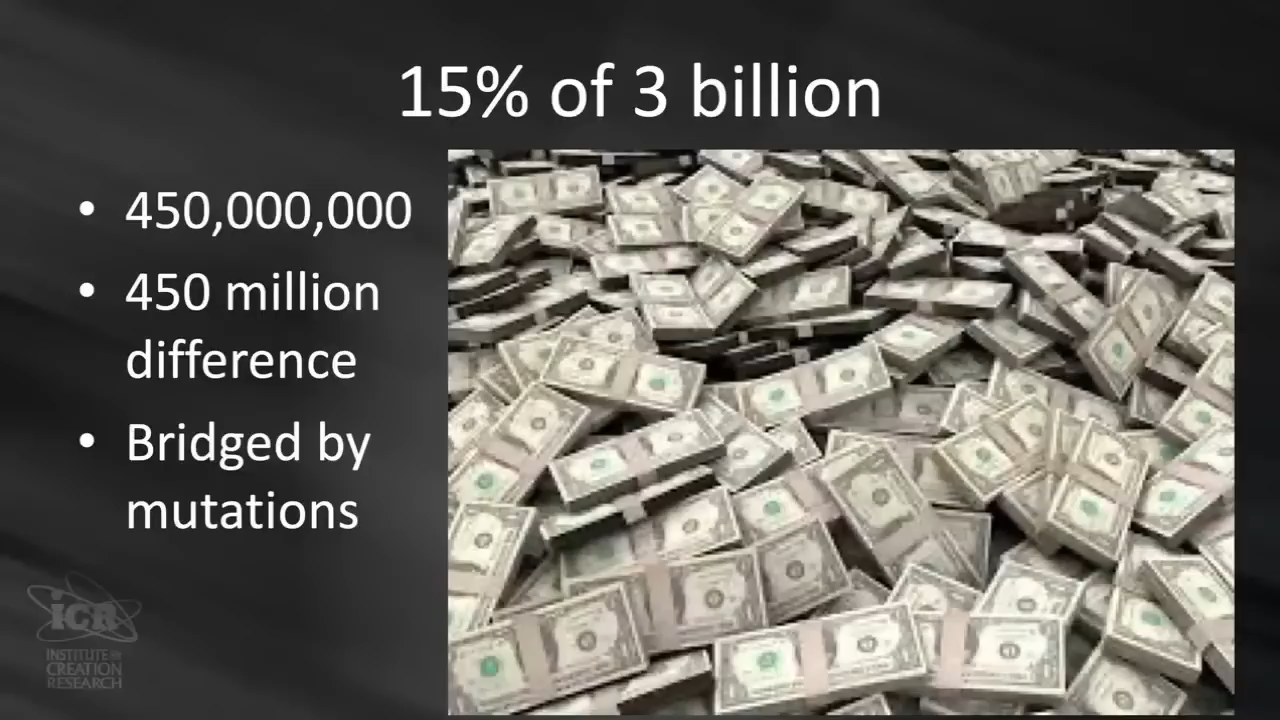 15% of 3 billion
• 450,000,000
• 450 million
difference
• Bridged by
mutations
iCR
INSTITUTE for
CREATION
RESEARCH